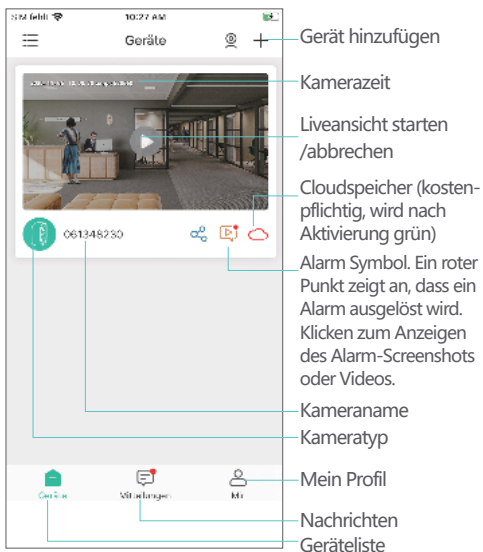 SIM fehlt 10:27 AM
Geräte
Gerät hinzufügen
Kamerazeit
Liveansicht starten
/abbrechen
Cloudspeicher (kosten-
pflichtig, wird nach
Aktivierung grün)
061348230
Alarm Symbol. Ein roter
Punkt zeigt an, dass ein
Alarm ausgelöst wird.
Klicken zum Anzeigen
des Alarm-Screenshots
oder Videos.
Kameraname
Kameratyp
Mein Profil
Geräte Mitteilungen Mir
Nachrichten
Geräteliste